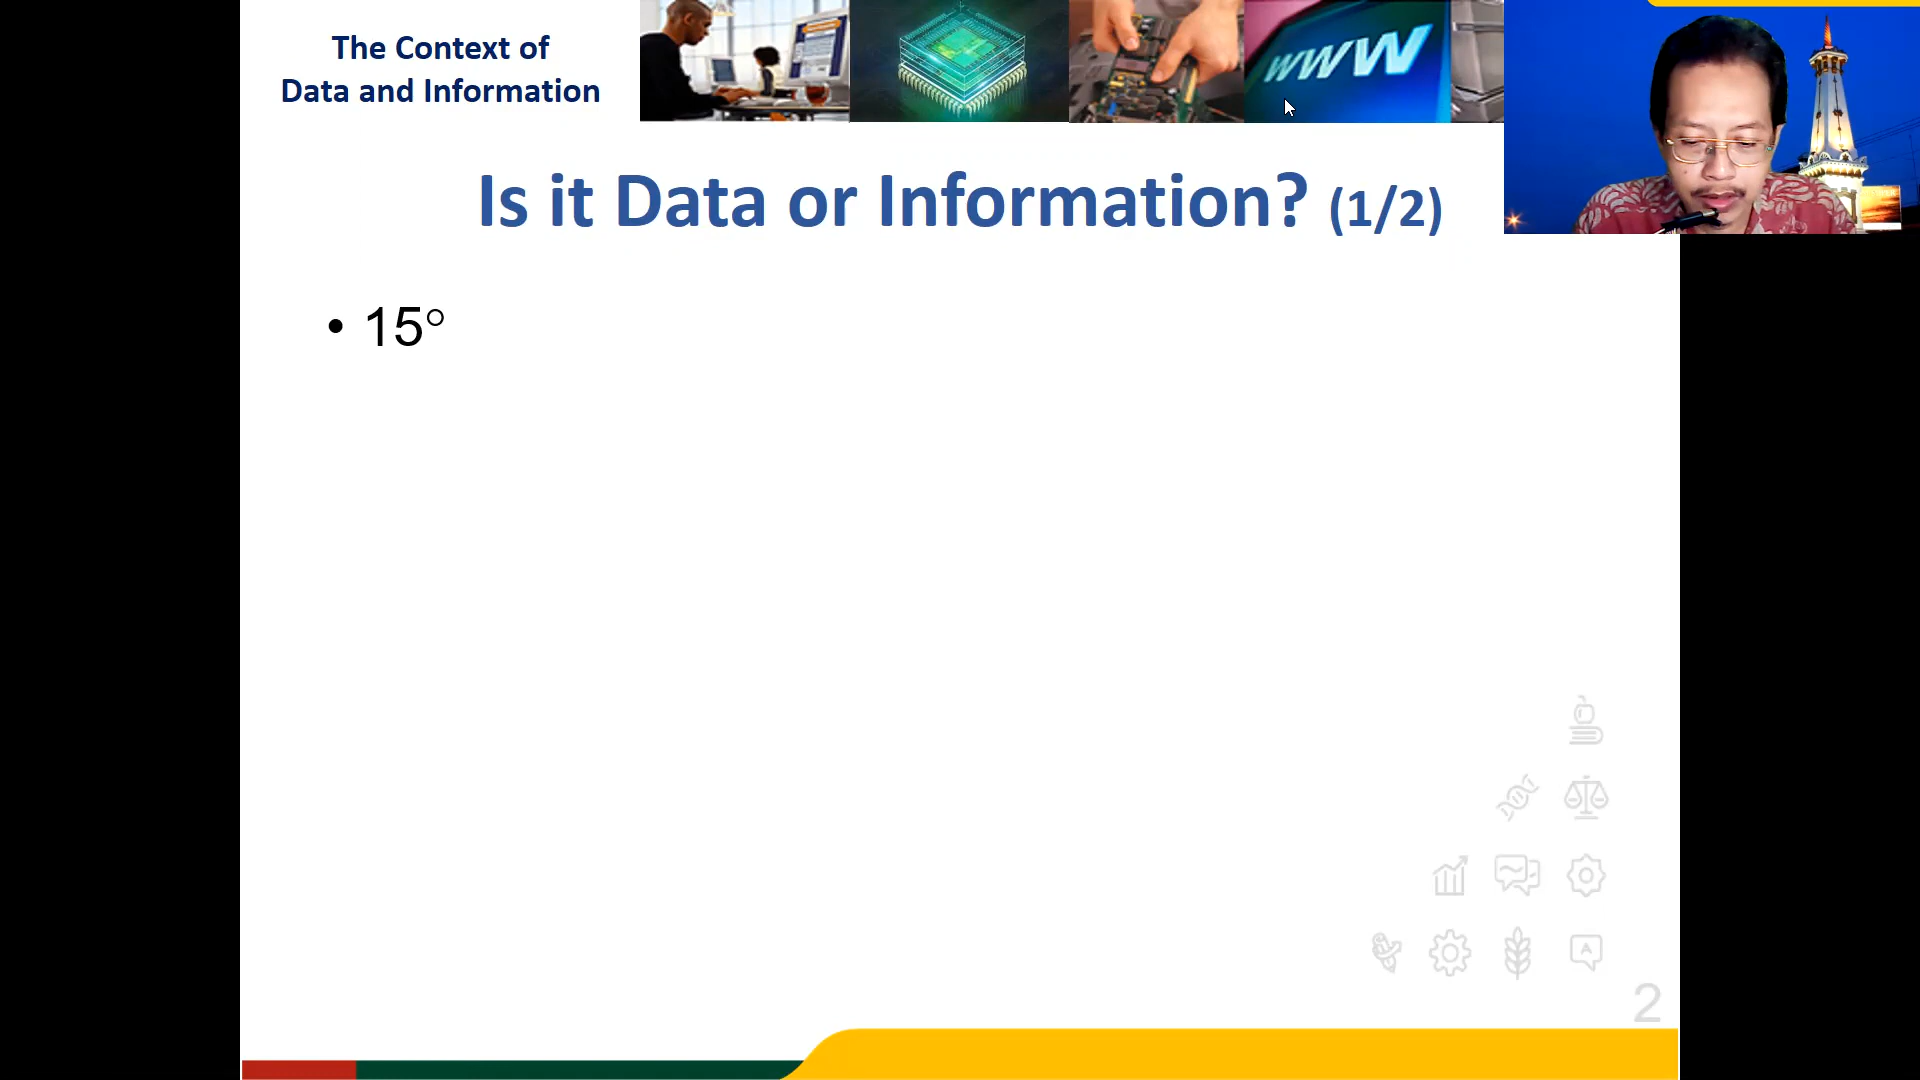 The Context of
Data and Information
www
Is it Data or Information? (1/2)
• 15°
A
2